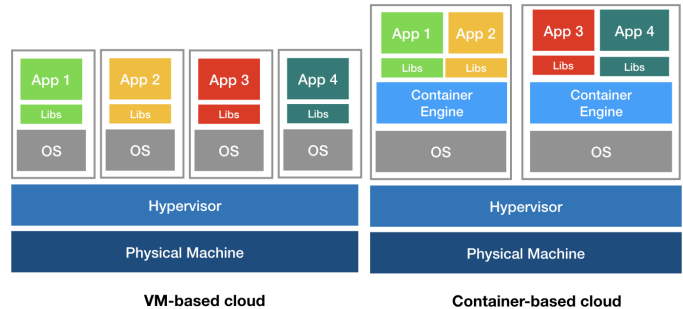 App 1
App 2
App 3
App 4
Libs
Libs
Libs
Libs
OS
OS
OS
OS
Hypervisor
Physical Machine
VM-based cloud
App 1
App 2
App 3
App 4
Libs
Libs
Libs
Libs
Container
Engine
Container
Engine
OS
OS
Hypervisor
Physical Machine
Container-based cloud